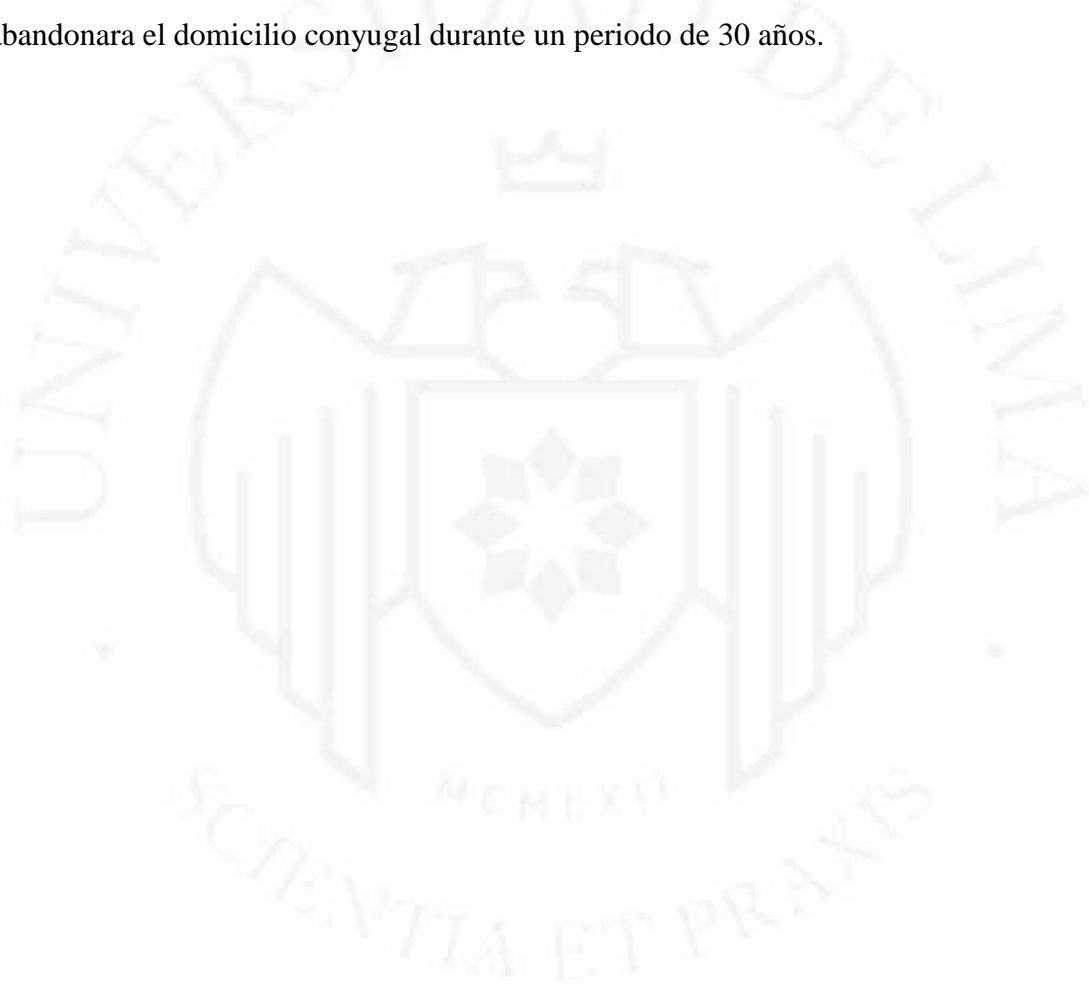 abandonara el domicilio conyugal durante un periodo de 30 años.
UNIVERSIDAD DE LIMA
MCMLXII
SCIENTIA ET PRAXIS